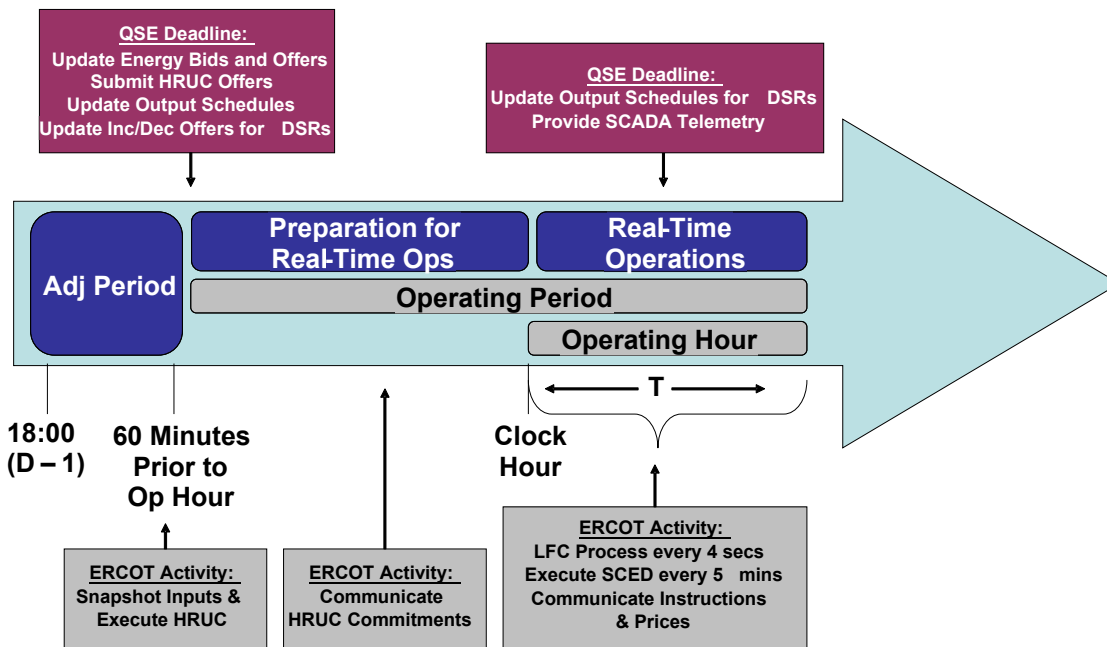 QSE Deadline:
Update Energy Bids and Offers
Submit HRUC Offers
Update Output Schedules
Update Inc/Dec Offers for DSRs
QSE Deadline:
Update Output Schedules for DSRs
Provide SCADA Telemetry
Adj Period
Preparation for
Real-Time Ops
Real-Time
Operations
Operating Period
Operating Hour
T
18:00
(D – 1)
60 Minutes
Prior to
Op Hour
Clock
Hour
ERCOT Activity:
Snapshot Inputs &
Execute HRUC
ERCOT Activity:
Communicate
HRUC Commitments
ERCOT Activity:
LFC Process every 4 secs
Execute SCED every 5 mins
Communicate Instructions
& Prices